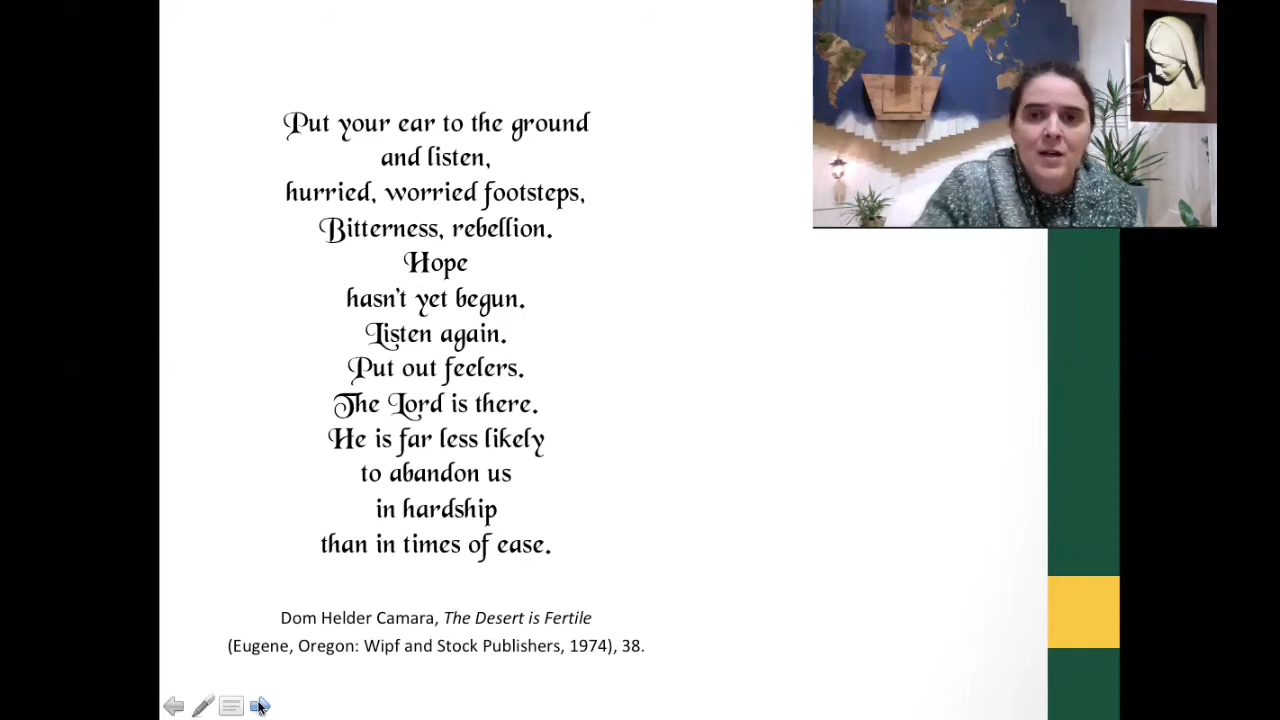 Put your ear to the ground
and listen,
hurried, worried footsteps,
Bitterness, rebellion.
Hope
hasn't yet begun.
Listen again.
Put out feelers.
The Lord is there.
He is far less likely
to abandon us
in hardship
than in times of ease.
Dom Helder Camara, The Desert is Fertile
(Eugene, Oregon: Wipf and Stock Publishers, 1974), 38.